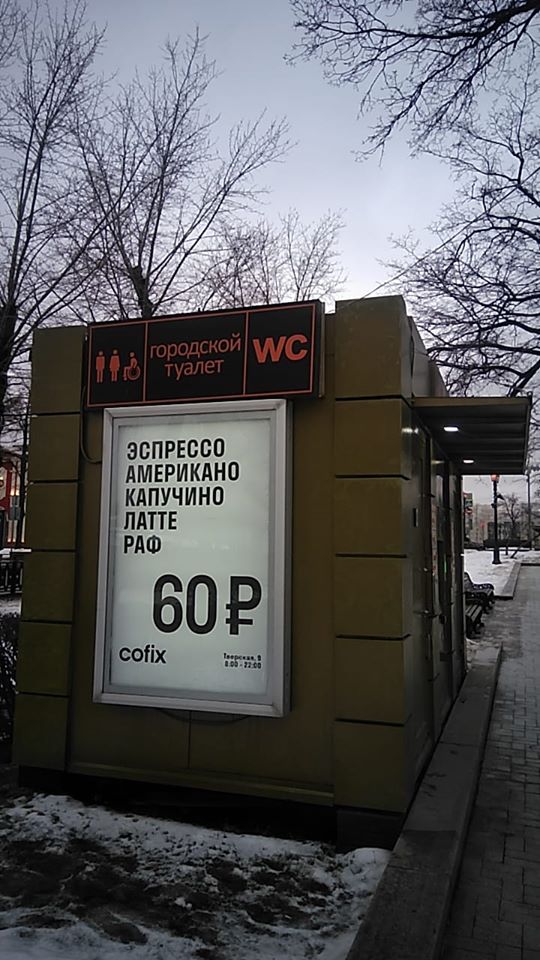 городской
туалет
WC
ЭСПРЕССО
АМЕРИКАНО
КАПУЧИНО
ЛАТТЕ
РАФ
60₽
cofix
Тверская, 9
8:00 - 22:00